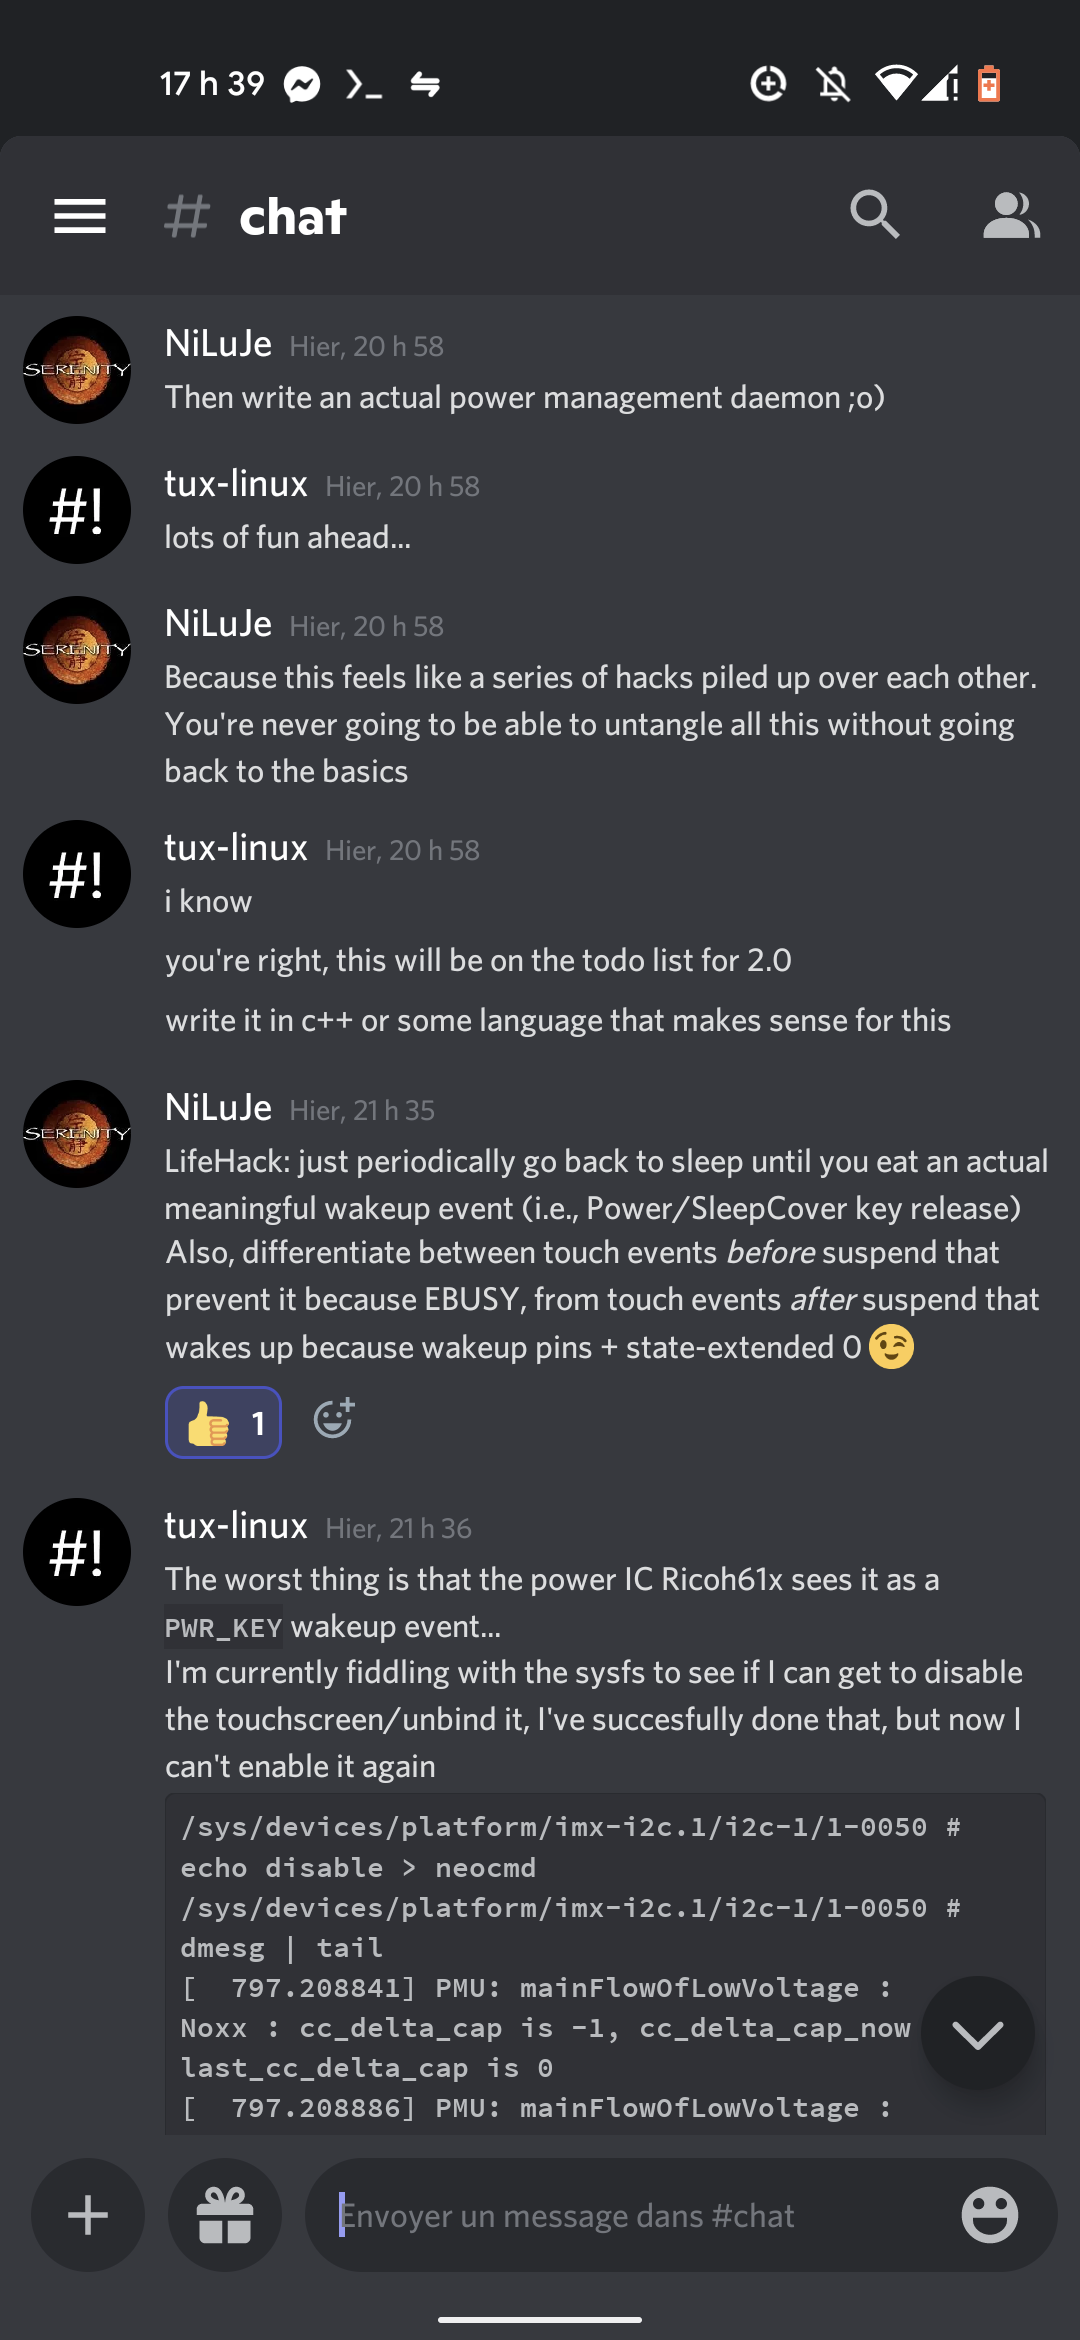 17 h 39
# chat
SERENITY
NiLuJe Hier, 20 h 58
Then write an actual power management daemon ;o)
#!
tux-linux Hier, 20 h 58
lots of fun ahead...
SERENITY
NiLuJe Hier, 20 h 58
Because this feels like a series of hacks piled up over each other.
You're never going to be able to untangle all this without going
back to the basics
#!
tux-linux Hier, 20 h 58
i know
you're right, this will be on the todo list for 2.0
write it in c++ or some language that makes sense for this
SERENITY
NiLuJe Hier, 21 h 35
LifeHack: just periodically go back to sleep until you eat an actual
meaningful wakeup event (i.e., Power/SleepCover key release)
Also, differentiate between touch events before suspend that
prevent it because EBUSY, from touch events after suspend that
wakes up because wakeup pins + state-extended 0 😉
👍 1
#!
tux-linux Hier, 21 h 36
The worst thing is that the power IC Ricoh61x sees it as a
PWR_KEY wakeup event...
I'm currently fiddling with the sysfs to see if I can get to disable
the touchscreen/unbind it, I've succesfully done that, but now I
can't enable it again
/sys/devices/platform/imx-i2c.1/i2c-1/1-0050 #
echo disable > neocmd
/sys/devices/platform/imx-i2c.1/i2c-1/1-0050 #
dmesg | tail
[  797.208841] PMU: mainFlowOfLowVoltage :
Noxx : cc_delta_cap is -1, cc_delta_cap_now
last_cc_delta_cap is 0
[  797.208886] PMU: mainFlowOfLowVoltage :
Envoyer un message dans #chat